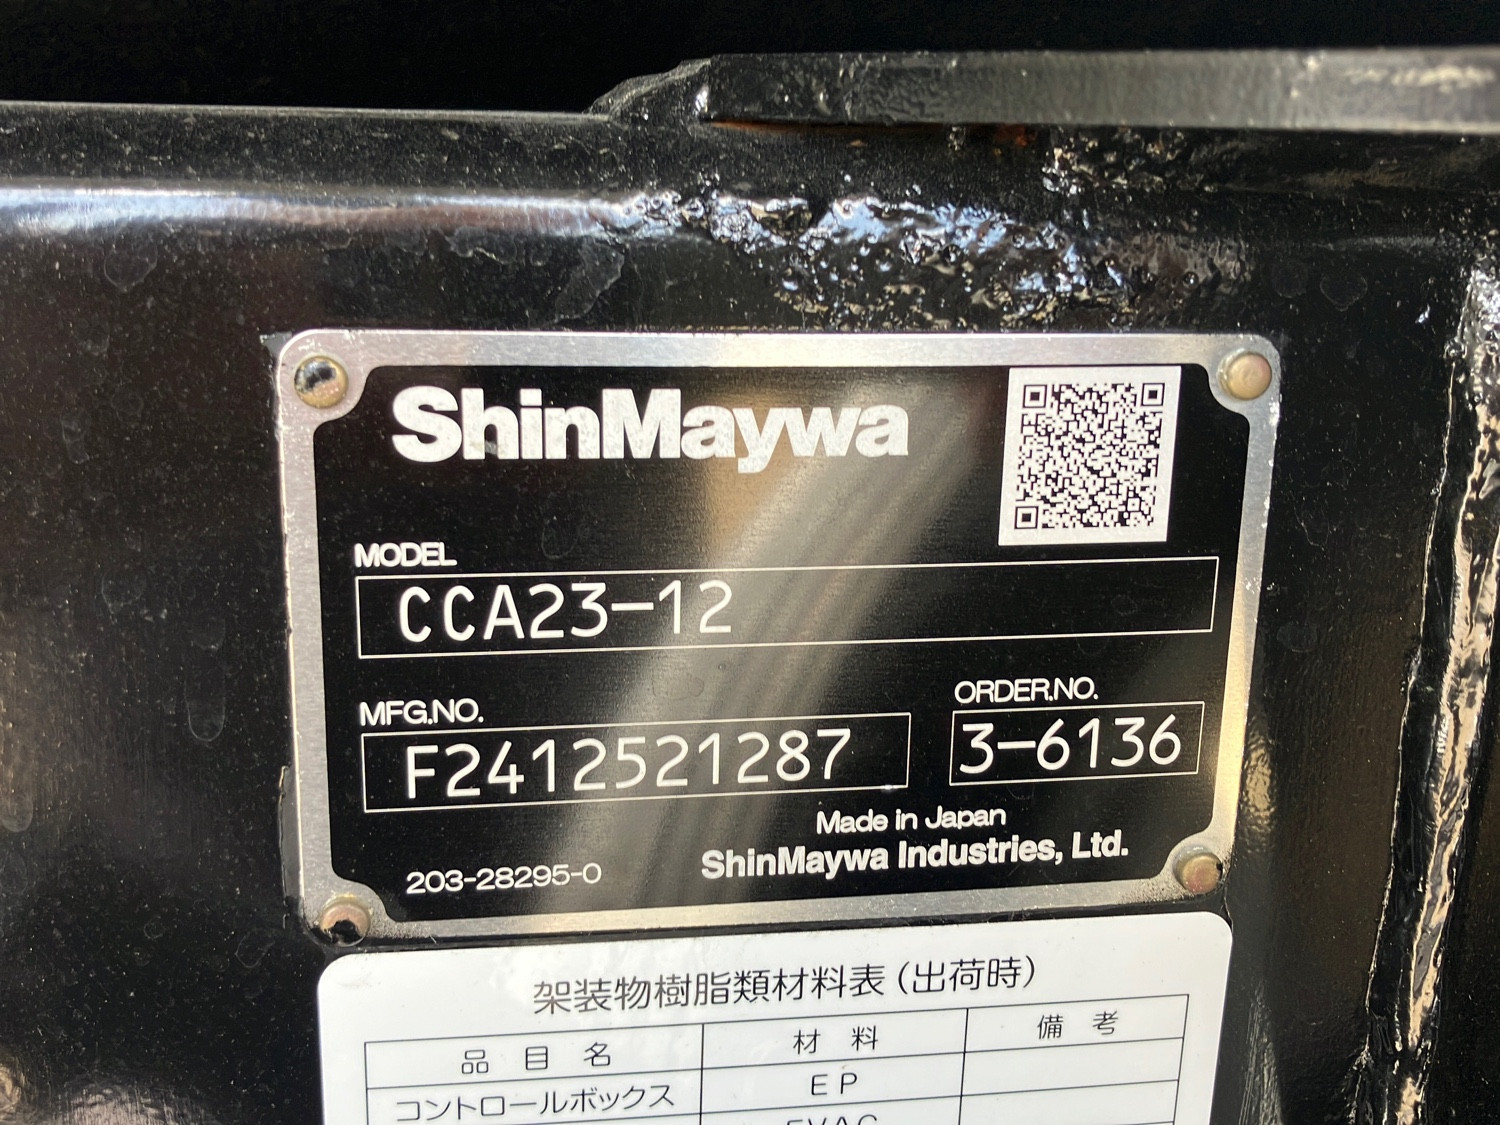 ShinMaywa
MODEL
CCA23-12
MFG.NO.
ORDER.NO.
F2412521287
3-6136
Made in Japan
203-28295-0
ShinMaywa Industries, Ltd.
架装物樹脂類材料表(出荷時)
品目名 材料 備考
コントロールボックス EP